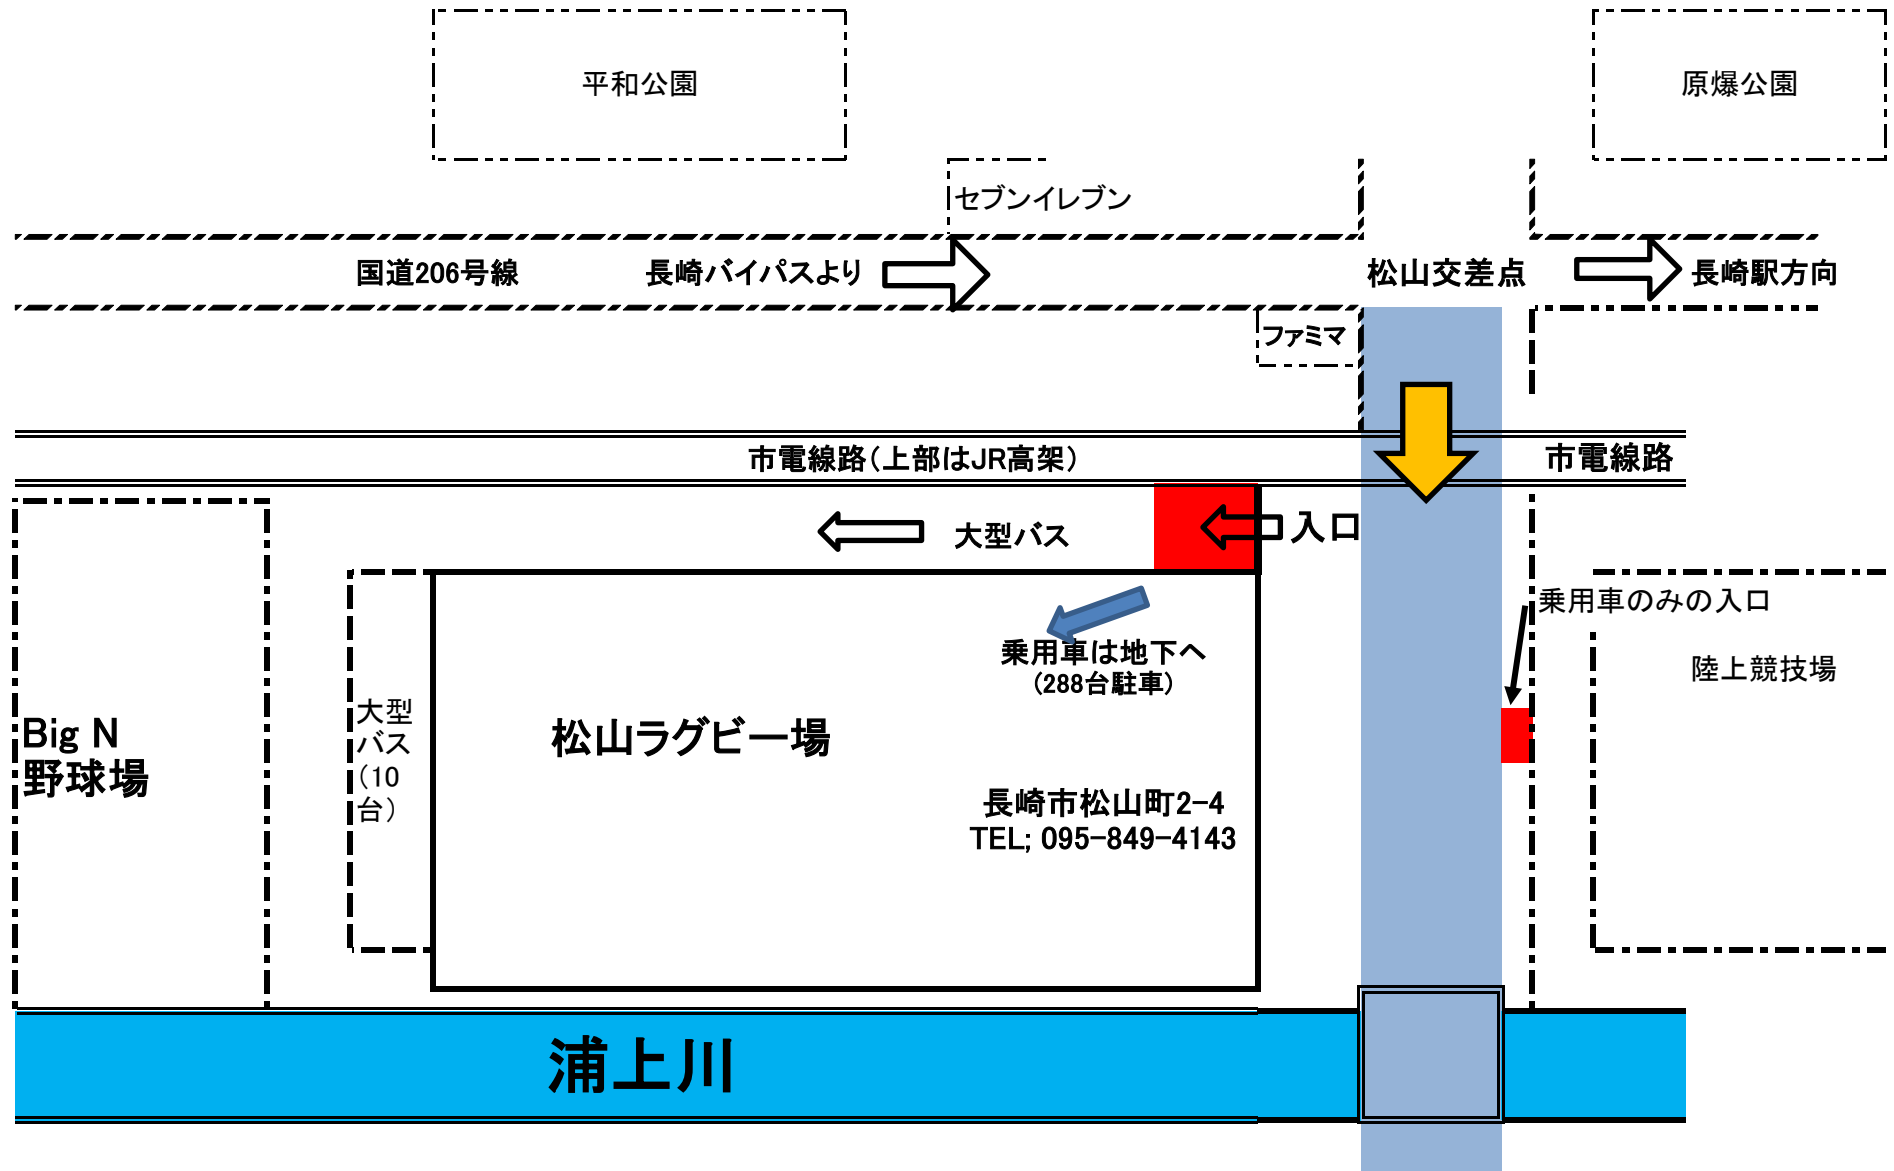 平和公園
原爆公園
セブンイレブン
国道206号線
長崎バイパスより
松山交差点
長崎駅方向
ファミマ
市電線路（上部はJR高架）
市電線路
大型バス
入口
乗用車のみの入口
乗用車は地下へ
（288台駐車）
陸上競技場
大型
バス
（10
台）
Big N
野球場
松山ラグビー場
長崎市松山町2-4
TEL; 095-849-4143
浦上川